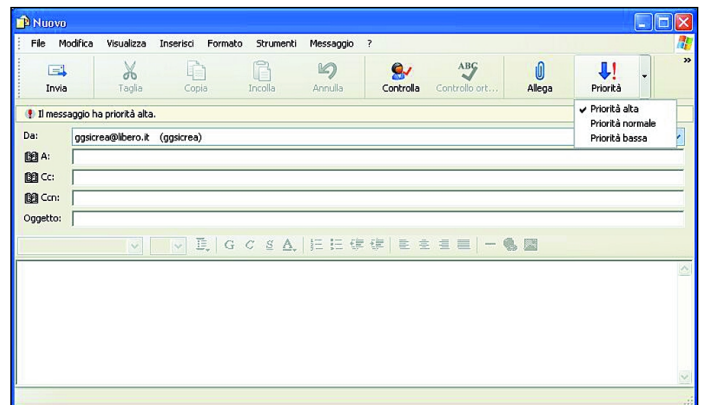 Nuovo
File Modifica Visualizza Inserisci Formato Strumenti Messaggio ?
ABC
Invia Taglia Copia Incolla Annulla Controlla Controllo ort... Allega Priorità
»
Il messaggio ha priorità alta.
Priorità alta
Priorità normale
Priorità bassa
Da: ggsicrea@libero.it (ggsicrea)
A:
Cc:
Ccn:
Oggetto:
G C S A